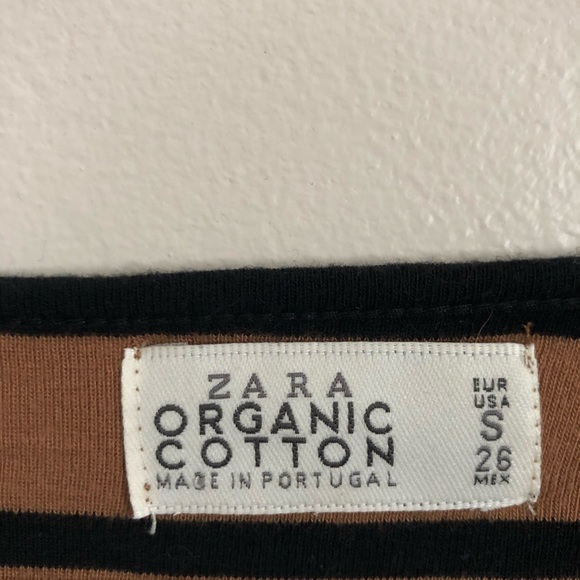 ZARA
ORGANIC
COTTON
MADE IN PORTUGAL
EUR
USA
S
26
MEX